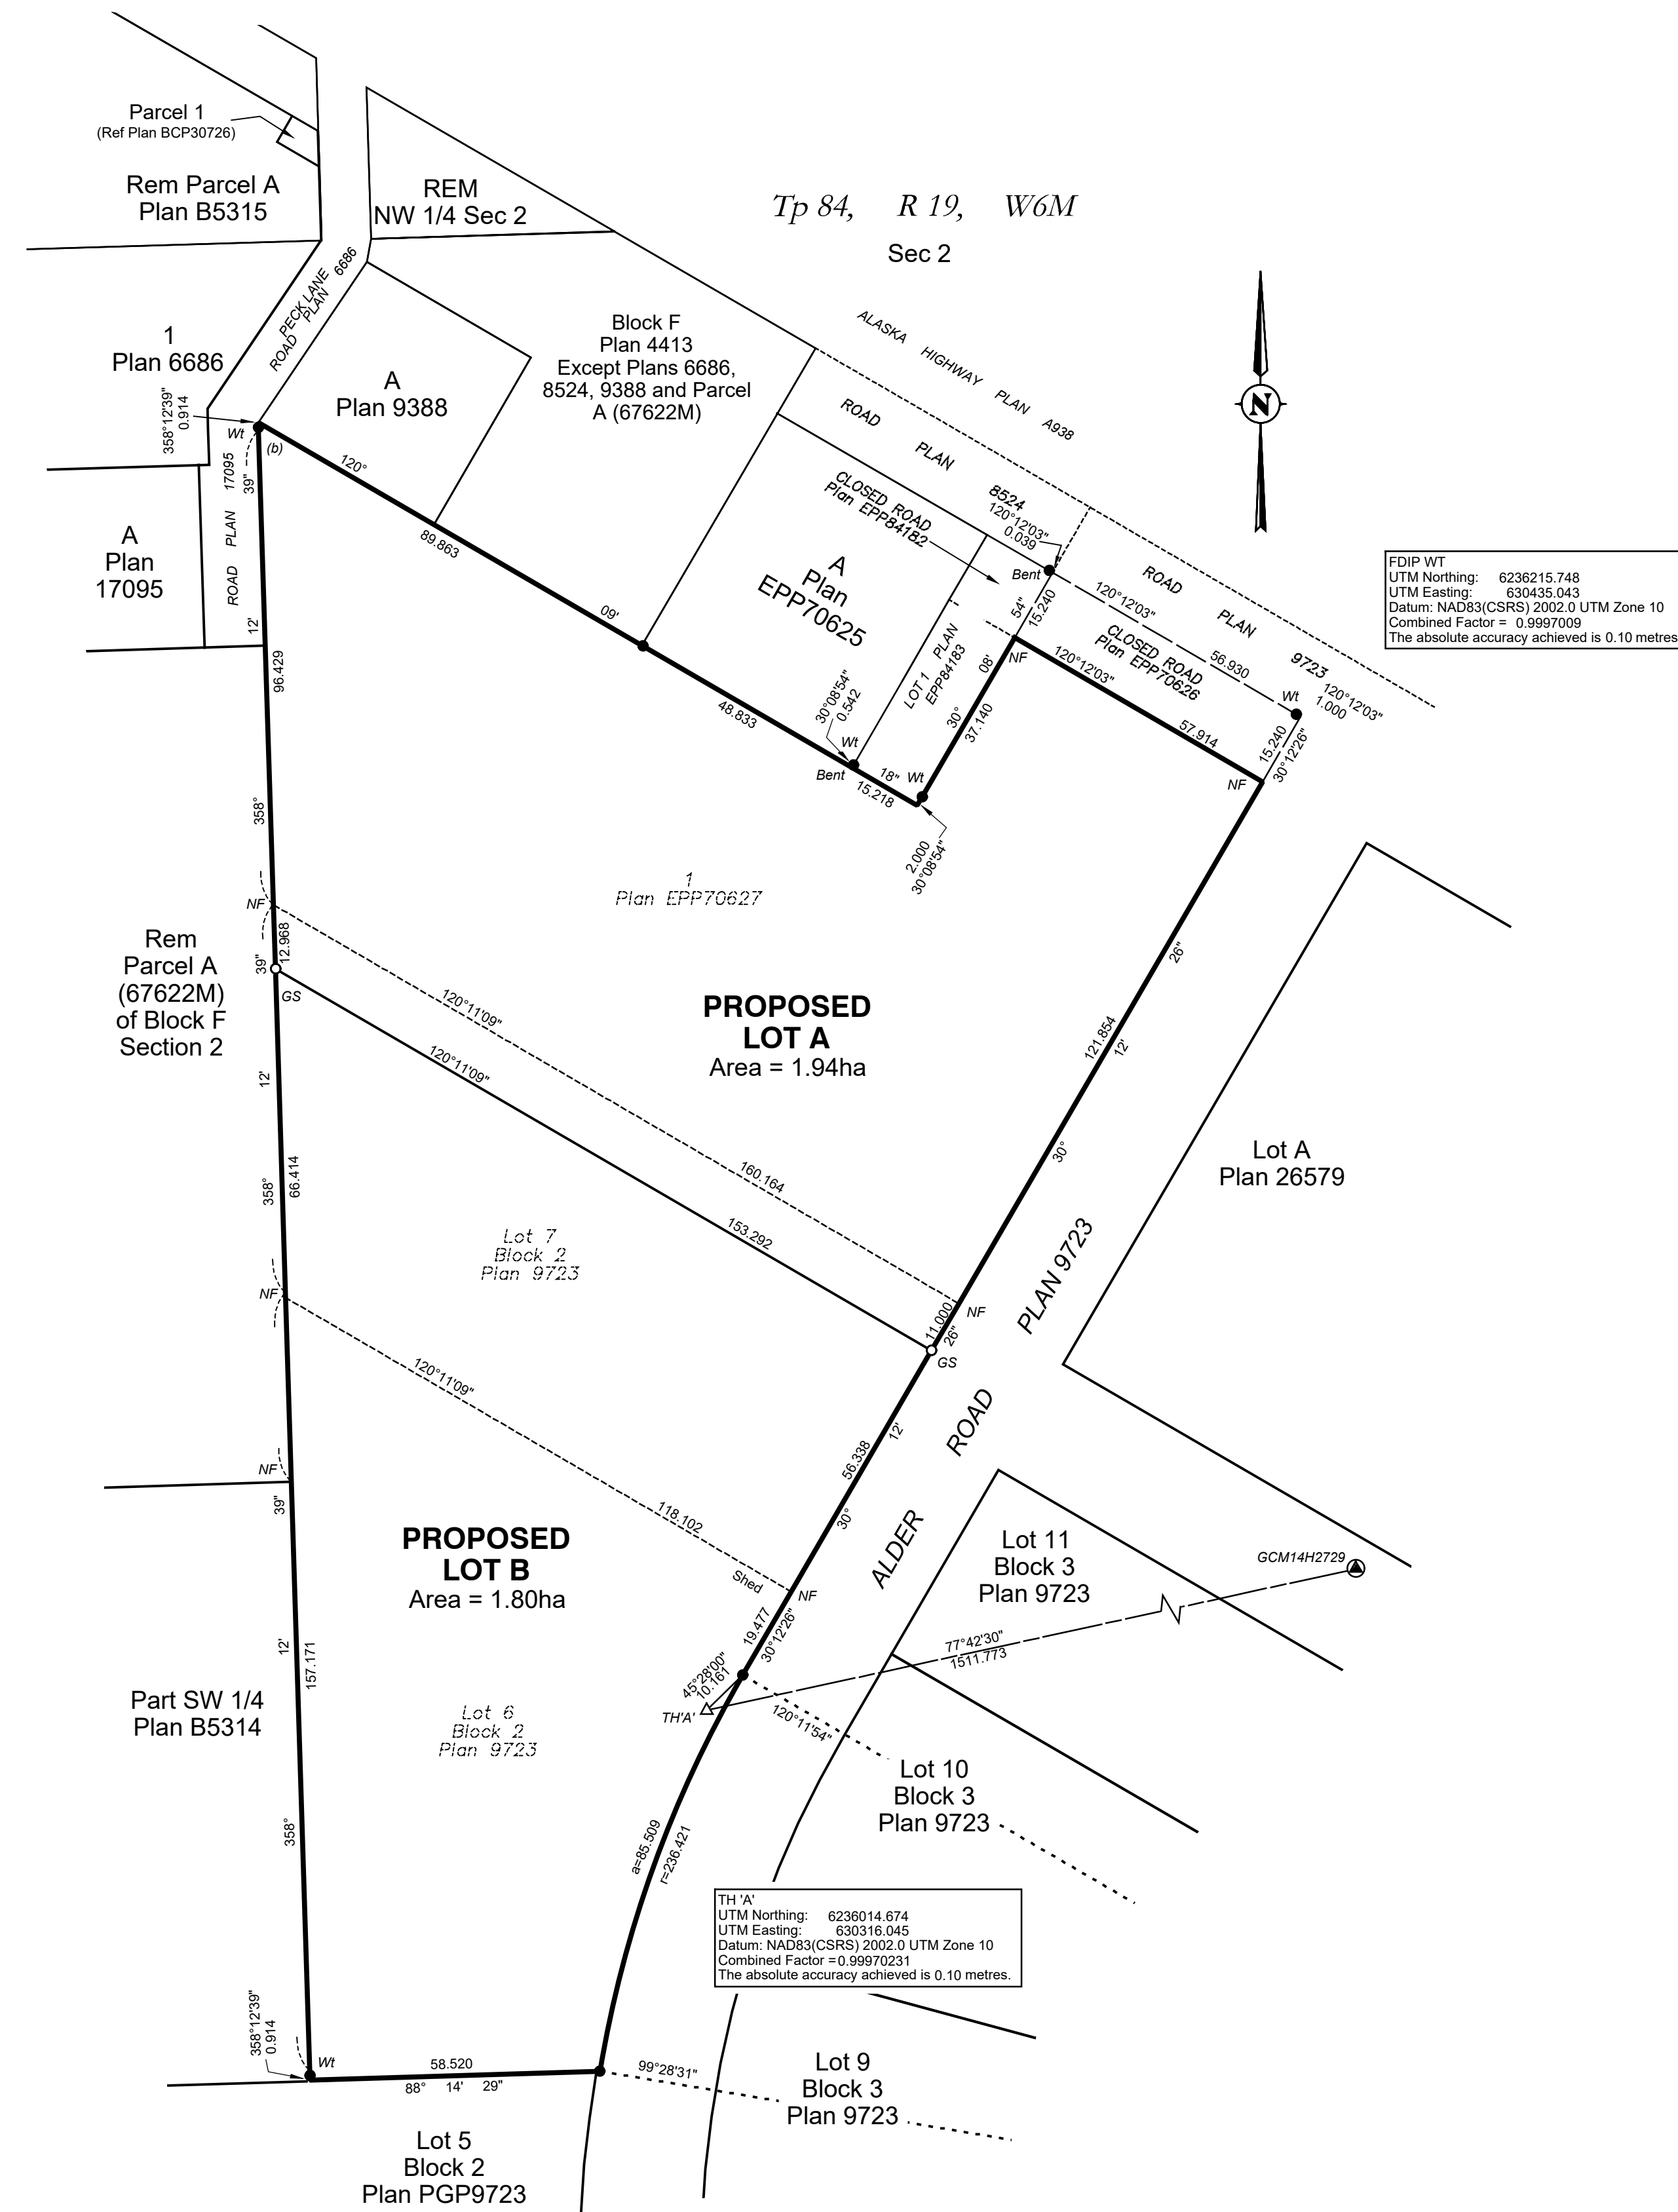 Parcel 1
(Ref Plan BCP30726)
Rem Parcel A
Plan B5315
REM
NW 1/4 Sec 2
Tp 84, R 19, W6M
Sec 2
PECK LANE
ROAD PLAN 6686
1
Plan 6686
A
Plan 9388
Block F
Plan 4413
Except Plans 6686,
8524, 9388 and Parcel
A (67622M)
ALASKA HIGHWAY PLAN A938
ROAD PLAN 8524
N
358°12'39"
0.914
Wt
(b)
120°
89.863
09'
CLOSED ROAD
Plan EPP84182
120°12'03"
0.039
Bent
A
Plan
17095
ROAD PLAN 17095
39"
12'
96.429
358°
A
Plan
EPP70625
LOT 1 PLAN
EPP84183
54"
15.240
08'
30°
37.140
NF
120°12'03"
CLOSED ROAD
Plan EPP70626
56.930
ROAD PLAN 9723
120°12'03"
57.914
Wt
120°12'03"
1.000
15.240
30°12'26"
NF
FDIP WT
UTM Northing: 6236215.748
UTM Easting: 630435.043
Datum: NAD83(CSRS) 2002.0 UTM Zone 10
Combined Factor = 0.9997009
The absolute accuracy achieved is 0.10 metres
48.833
30°08'54"
0.542
Wt
Bent
18"
Wt
15.218
2.000
30°08'54"
1
Plan EPP70627
NF
12.968
39"
GS
Rem
Parcel A
(67622M)
of Block F
Section 2
120°11'09"
120°11'09"
PROPOSED
LOT A
Area = 1.94ha
26"
121.854
12'
30°
12'
358°
66.414
160.164
153.292
Lot A
Plan 26579
Lot 7
Block 2
Plan 9723
NF
11.000
26"
NF
GS
ALDER ROAD PLAN 9723
120°11'09"
118.102
56.338
12'
30°
NF
39"
PROPOSED
LOT B
Area = 1.80ha
Shed
NF
19.477
30°12'26"
Lot 11
Block 3
Plan 9723
GCM14H2729
77°42'30"
1511.773
45°28'00"
10.161
TH'A'
120°11'54"
12'
157.171
358°
Part SW 1/4
Plan B5314
Lot 6
Block 2
Plan 9723
Lot 10
Block 3
Plan 9723
a=85.509
r=236.421
TH 'A'
UTM Northing: 6236014.674
UTM Easting: 630316.045
Datum: NAD83(CSRS) 2002.0 UTM Zone 10
Combined Factor =0.99970231
The absolute accuracy achieved is 0.10 metres.
358°12'39"
0.914
Wt
58.520
88° 14' 29"
99°28'31"
Lot 9
Block 3
Plan 9723
Lot 5
Block 2
Plan PGP9723